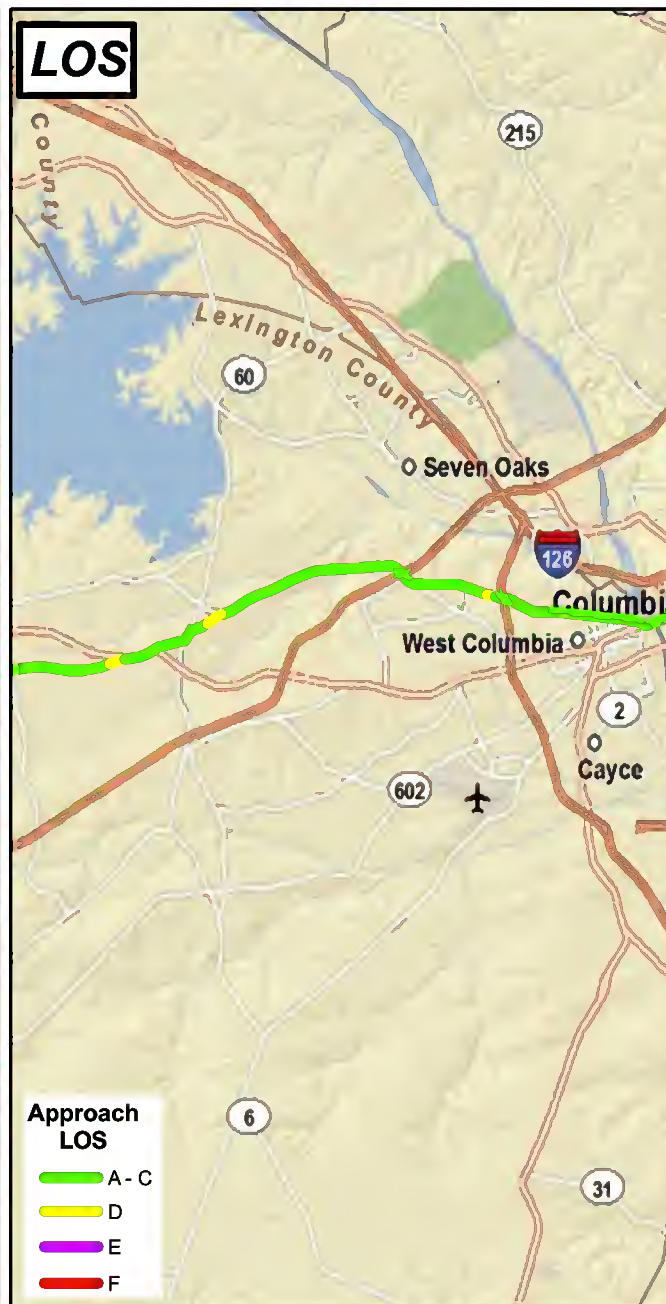 LOS
County
215
Lexington County
60
Seven Oaks
126
Columbi
West Columbia
2
Cayce
602
6
31
Approach
LOS
A - C
D
E
F